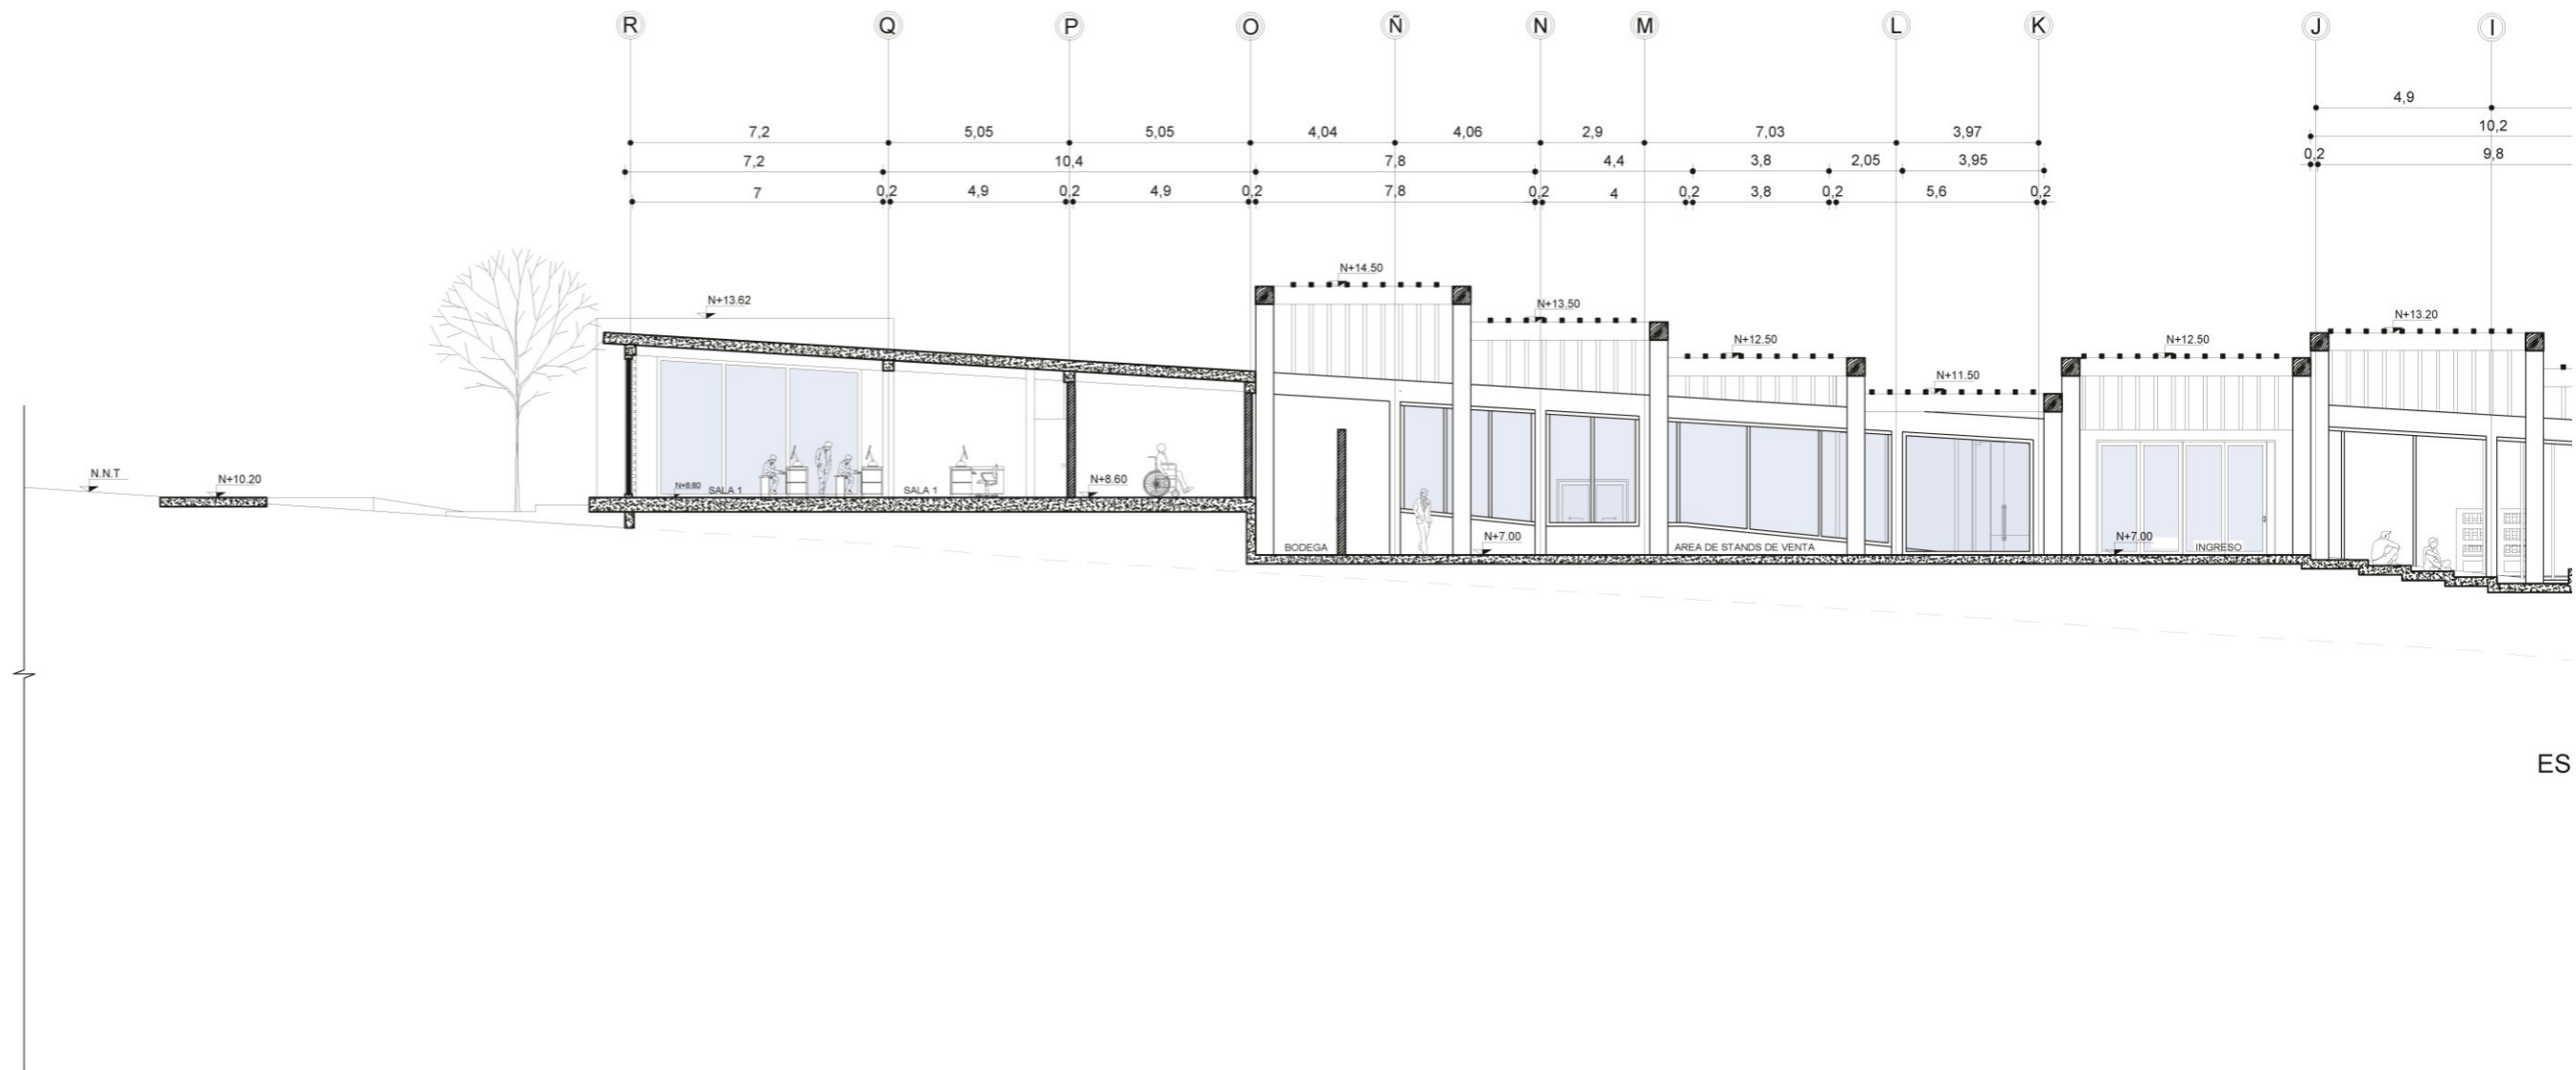 R Q P O Ñ N M L K J I
4,9
7,2 5,05 5,05 4,04 4,06 2,9 7,03 3,97 10,2
7,2 10,4 7,8 4,4 3,8 2,05 3,95 0,2 9,8
7 0,2 4,9 0,2 4,9 0,2 7,8 0,2 4 0,2 3,8 0,2 5,6 0,2
N+14.50
N+13.62 N+13.50 N+13.20
N+12.50 N+12.50
N+11.50
N.N.T N+10.20 N+8.60 SALA 1 SALA 1 N+8.60
BODEGA N+7.00 AREA DE STANDS DE VENTA N+7.00 INGRESO
ES